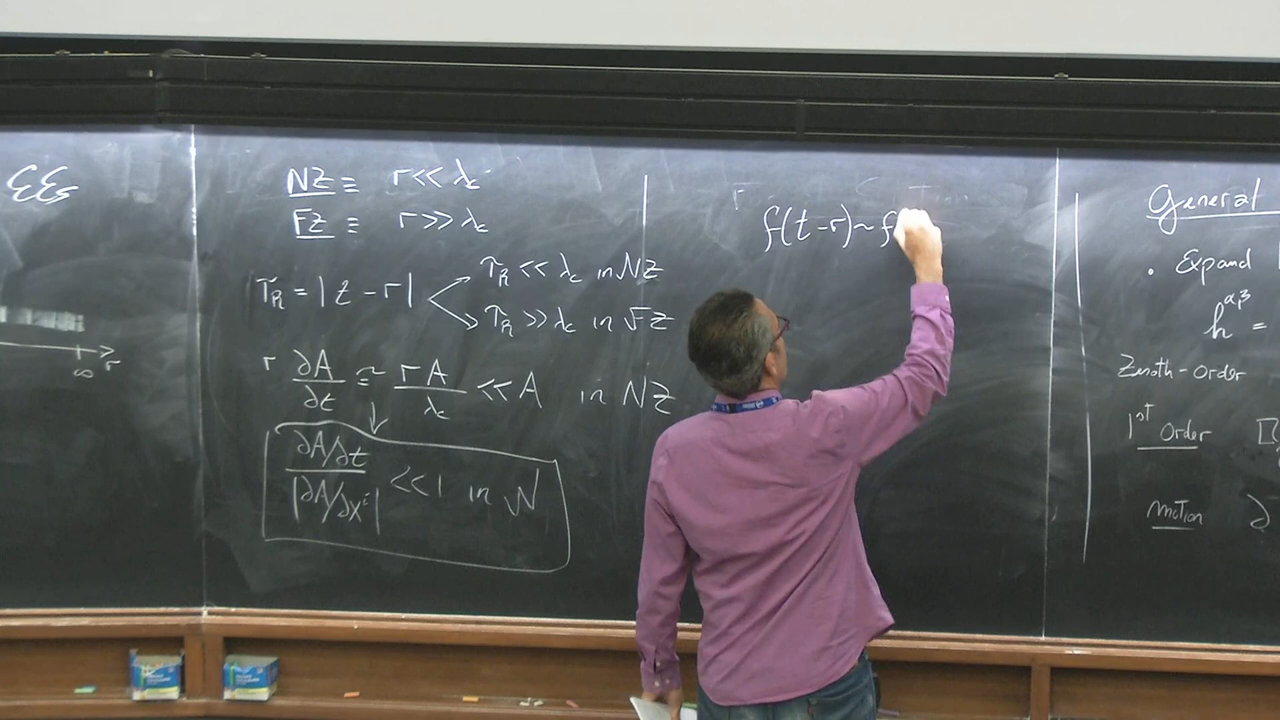 EEs
∞ r
NZ ≡ r << λc
FZ ≡ r >> λc
τR = |t - r| < τR << λc in NZ
τR >> λc in FZ
r ∂A/∂t ≅ r A/λc << A in NZ
∂A/∂t / |∂A/∂x^i| << 1 in N
f(t-r) ~ f
General
• Expand
h^αβ =
Zeroth-Order
1st Order □
motion ∂